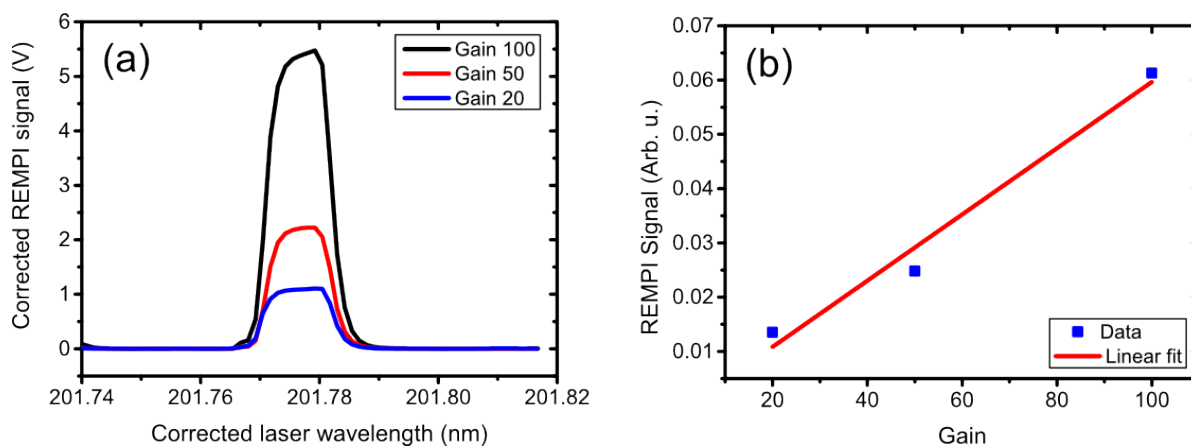 (a)
Gain 100
Gain 50
Gain 20
Corrected REMPI signal (V)
6
5
4
3
2
1
0
201.74 201.76 201.78 201.80 201.82
Corrected laser wavelength (nm)
(b)
REMPI Signal (Arb. u.)
0.07
0.06
0.05
0.04
0.03
0.02
0.01
Data
Linear fit
20 40 60 80 100
Gain